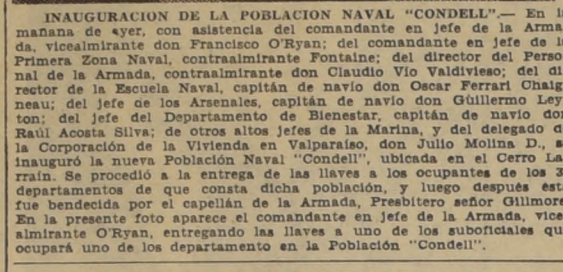 INAUGURACION DE LA POBLACION NAVAL "CONDELL".— En l
mañana de ayer, con asistencia del comandante en jefe de la Arma
da, vicealmirante don Francisco O'Ryan; del comandante en jefe de l
Primera Zona Naval, contraalmirante Fontaine; del director del Perso
nal de la Armada, contraalmirante don Claudio Vío Valdivieso; del di
rector de la Escuela Naval, capitán de navío don Oscar Ferrari Chaig
neau; del jefe de los Arsenales, capitán de navío don Guillermo Ley
ton; del jefe del Departamento de Bienestar, capitán de navío do
Raúl Acosta Silva; de otros altos jefes de la Marina, y del delegado d
la Corporación de la Vivienda en Valparaíso, don Julio Molina D., s
inauguró la nueva Población Naval "Condell", ubicada en el Cerro La
rraín. Se procedió a la entrega de las llaves a los ocupantes de los 3
departamentos de que consta dicha población, y luego después ést
fue bendecida por el capellán de la Armada, Presbítero señor Gillmore
En la presente foto aparece el comandante en jefe de la Armada, vice
almirante O'Ryan, entregando las llaves a uno de los suboficiales qu
ocupará uno de los departamento en la Población "Condell".